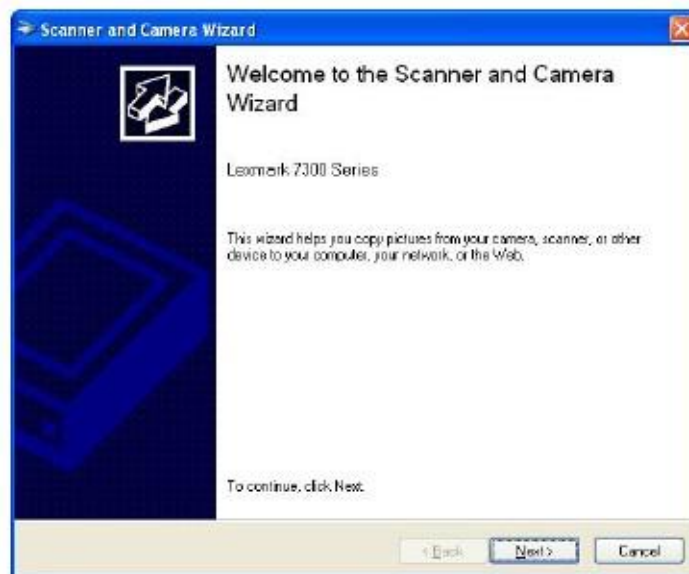 Scanner and Camera Wizard
Welcome to the Scanner and Camera
Wizard
Lexmark 7300 Series
This wizard helps you copy pictures from your camera, scanner, or other
device to your computer, your network, or the Web.
To continue, click Next.
< Back Next > Cancel